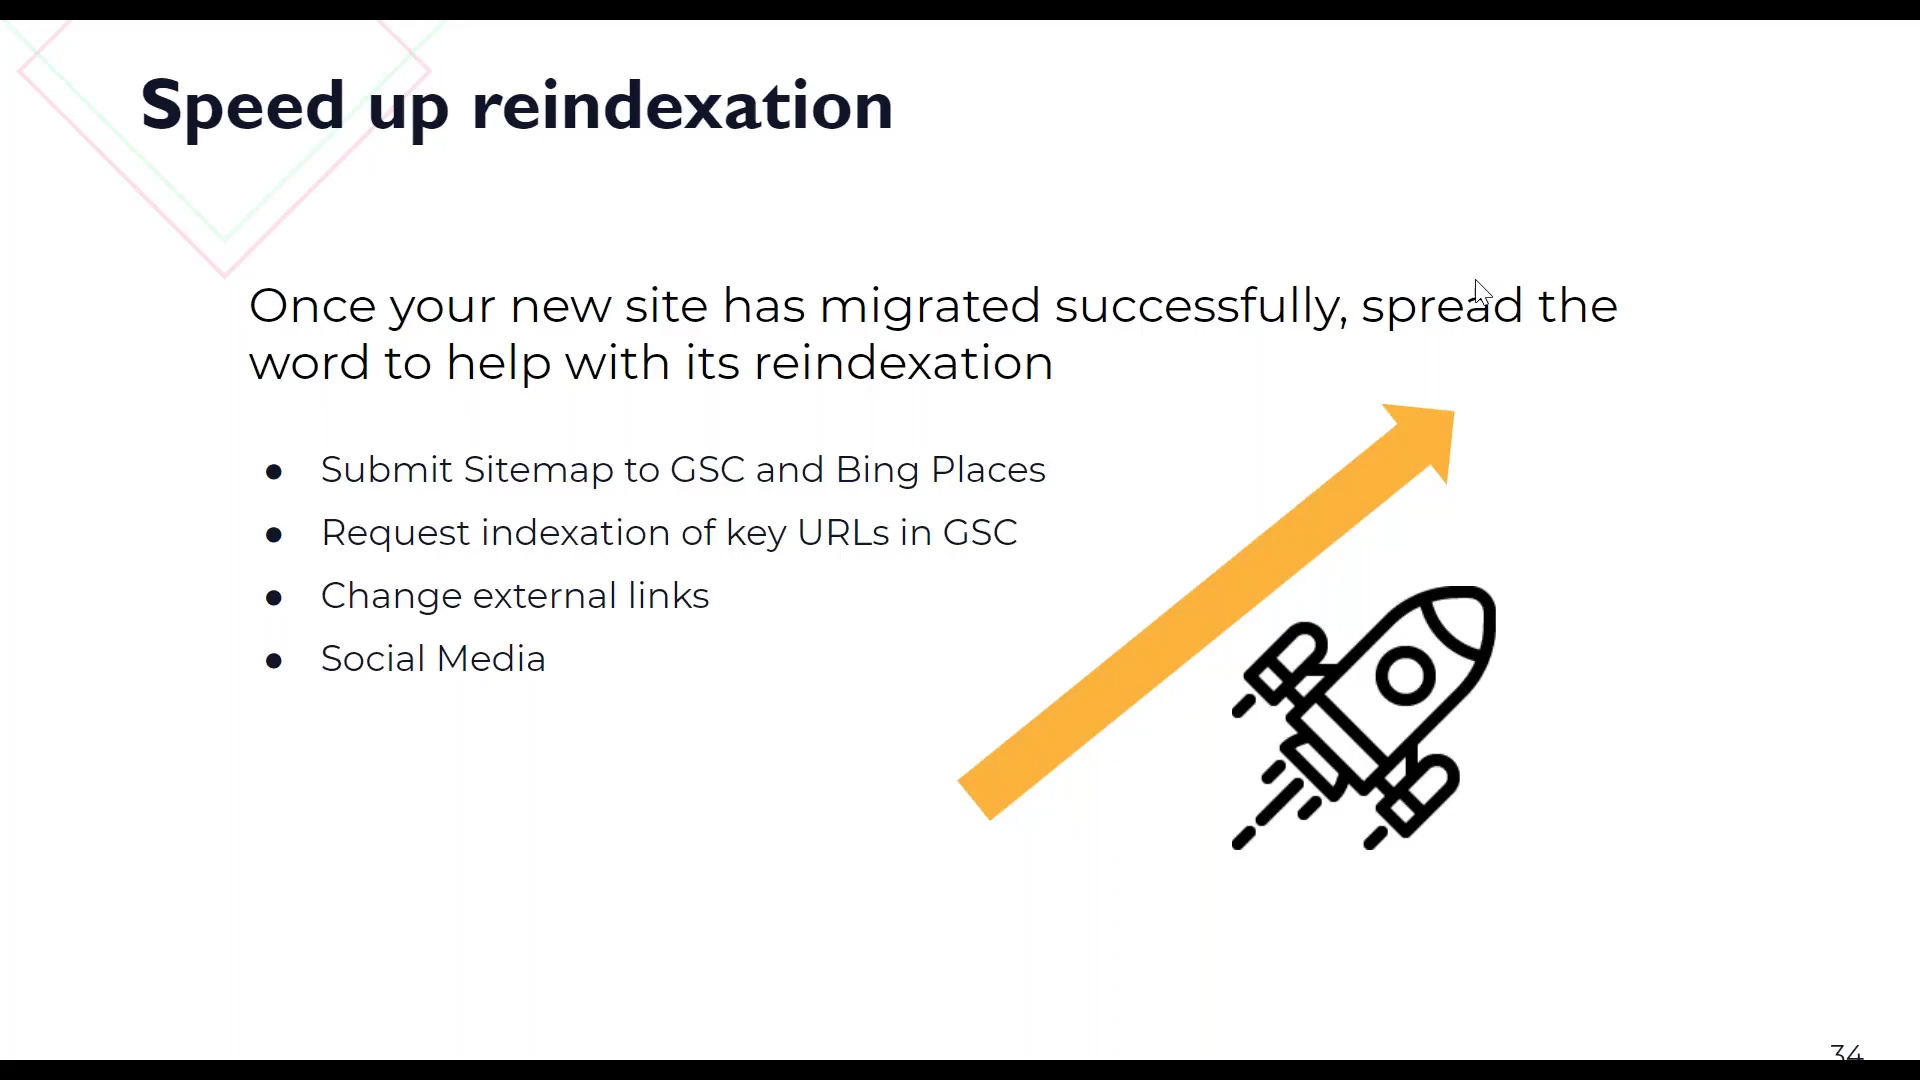 Speed up reindexation
Once your new site has migrated successfully, spread the
word to help with its reindexation
● Submit Sitemap to GSC and Bing Places
● Request indexation of key URLs in GSC
● Change external links
● Social Media
34